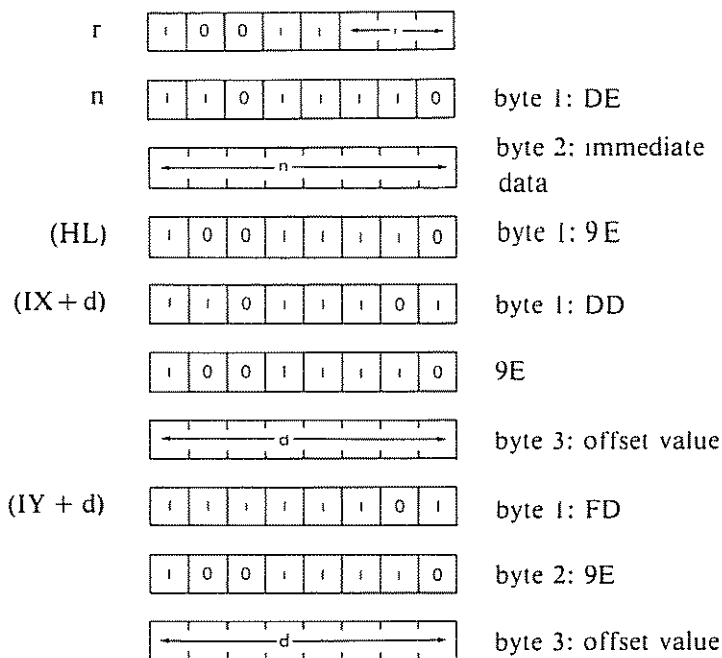 r 1 0 0 1 1 r
n 1 1 0 1 1 1 1 0 byte 1: DE
n byte 2: immediate
data
(HL) 1 0 0 1 1 1 1 0 byte 1: 9E
(IX + d) 1 1 0 1 1 1 0 1 byte 1: DD
1 0 0 1 1 1 1 0 9E
d byte 3: offset value
(IY + d) 1 1 1 1 1 1 0 1 byte 1: FD
1 0 0 1 1 1 1 0 byte 2: 9E
d byte 3: offset value